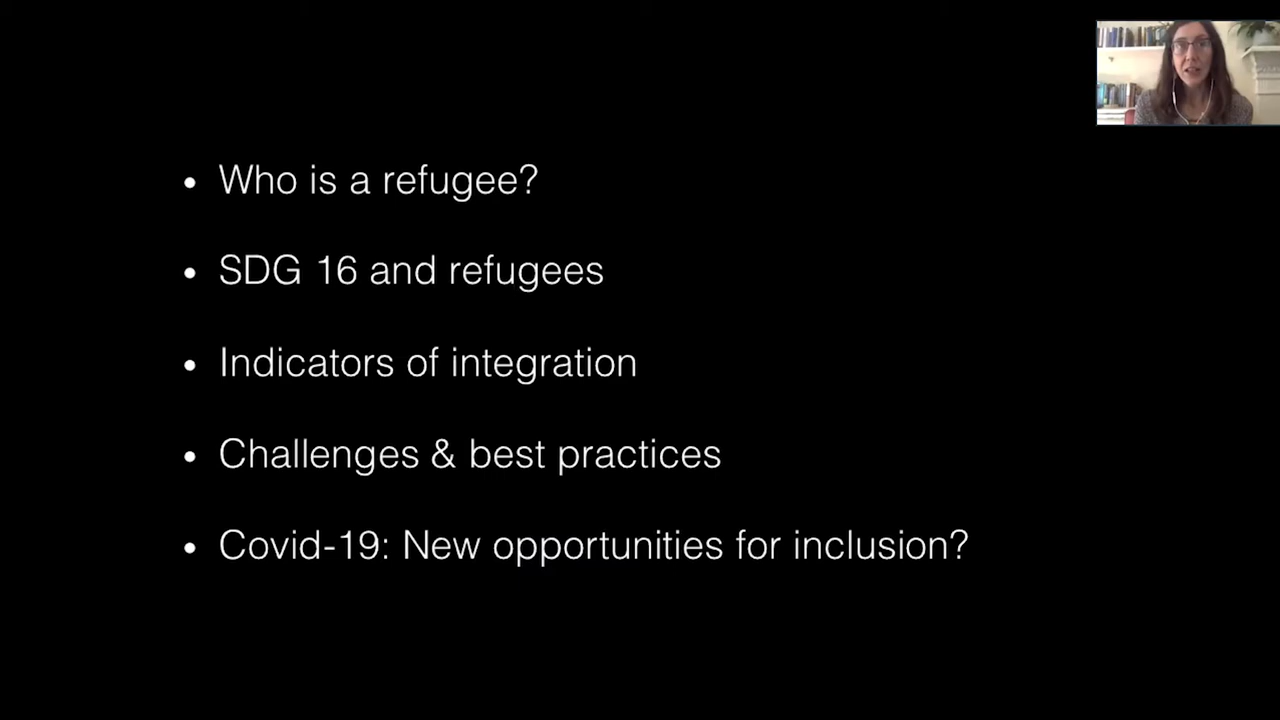 • Who is a refugee?
• SDG 16 and refugees
• Indicators of integration
• Challenges & best practices
• Covid-19: New opportunities for inclusion?